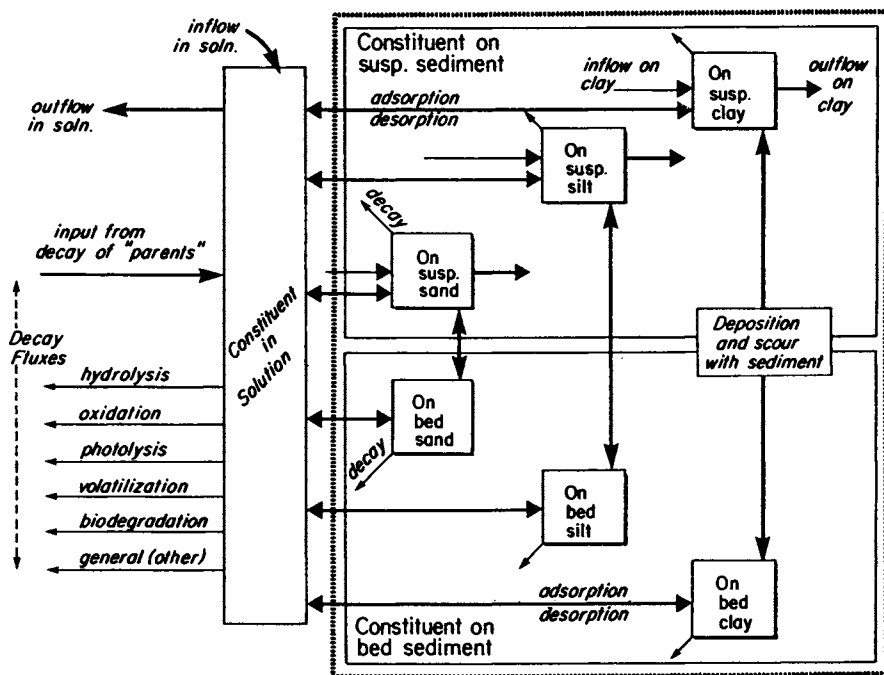 inflow
in soln.
outflow
in soln.
input from
decay of "parents"
Decay
Fluxes
hydrolysis
oxidation
photolysis
volatilization
biodegradation
general (other)
Constituent
in
Solution
Constituent on
susp. sediment
inflow on
clay
On
susp.
clay
outflow
on
clay
adsorption
desorption
On
susp.
silt
decay
On
susp.
sand
Deposition
and scour
with sediment
On
bed
sand
decay
On
bed
silt
adsorption
desorption
On
bed
clay
Constituent on
bed sediment